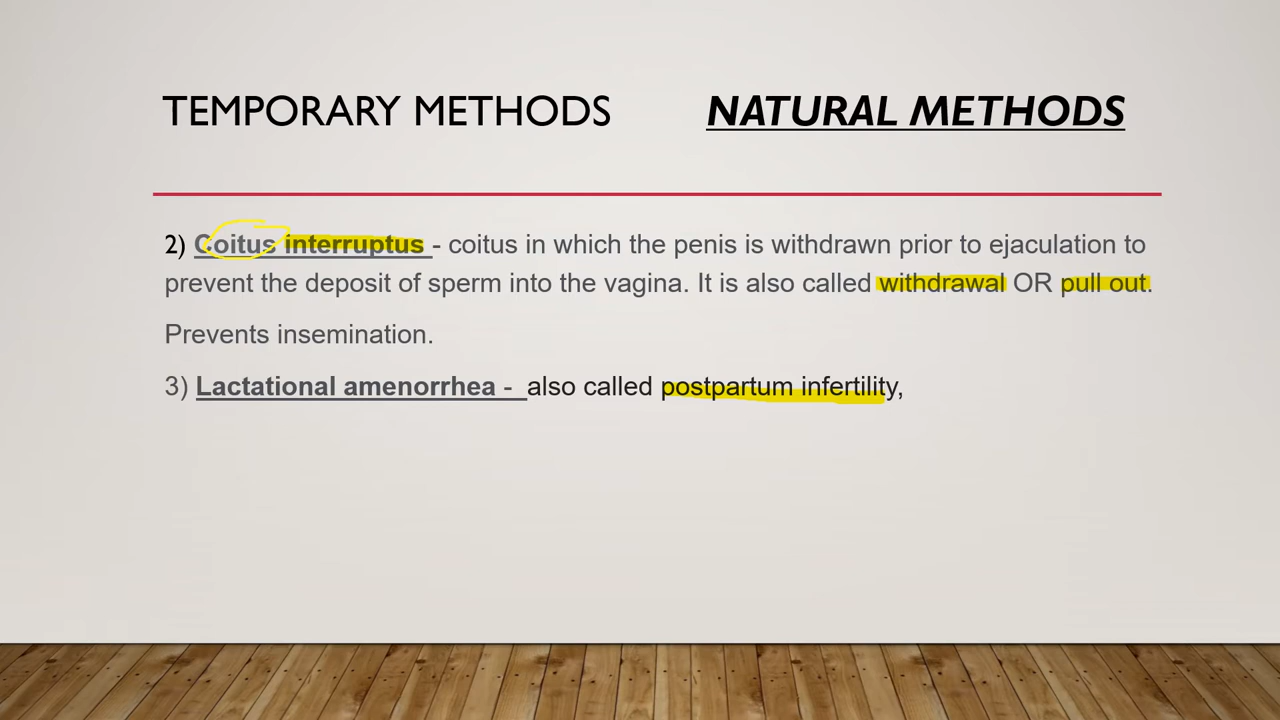 TEMPORARY METHODS NATURAL METHODS
2) Coitus interruptus - coitus in which the penis is withdrawn prior to ejaculation to
prevent the deposit of sperm into the vagina. It is also called withdrawal OR pull out.
Prevents insemination.
3) Lactational amenorrhea - also called postpartum infertility,